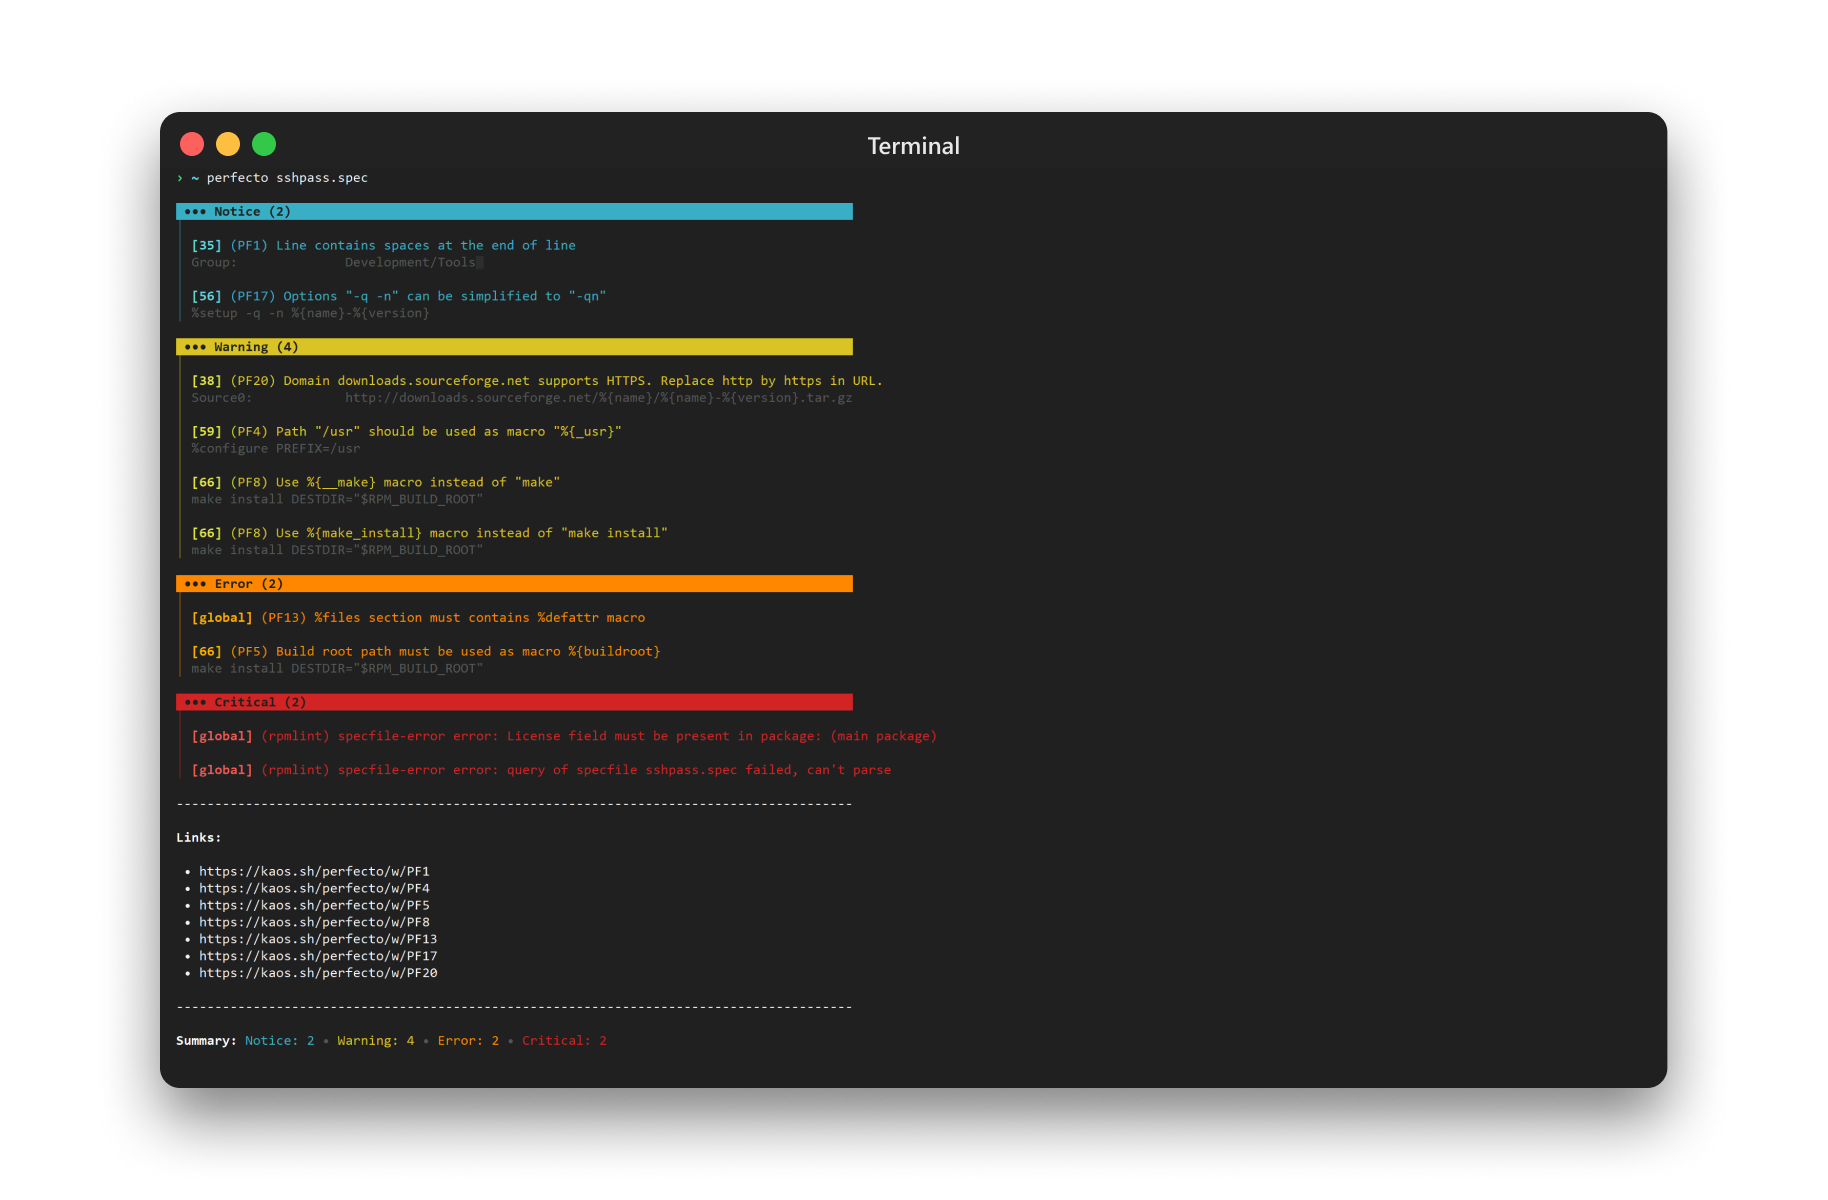 Terminal
› ~ perfecto sshpass.spec
••• Notice (2)
[35] (PF1) Line contains spaces at the end of line
Group:              Development/Tools
[56] (PF17) Options "-q -n" can be simplified to "-qn"
%setup -q -n %{name}-%{version}
••• Warning (4)
[38] (PF20) Domain downloads.sourceforge.net supports HTTPS. Replace http by https in URL.
Source0:            http://downloads.sourceforge.net/%{name}/%{name}-%{version}.tar.gz
[59] (PF4) Path "/usr" should be used as macro "%{_usr}"
%configure PREFIX=/usr
[66] (PF8) Use %{__make} macro instead of "make"
make install DESTDIR="$RPM_BUILD_ROOT"
[66] (PF8) Use %{make_install} macro instead of "make install"
make install DESTDIR="$RPM_BUILD_ROOT"
••• Error (2)
[global] (PF13) %files section must contains %defattr macro
[66] (PF5) Build root path must be used as macro %{buildroot}
make install DESTDIR="$RPM_BUILD_ROOT"
••• Critical (2)
[global] (rpmlint) specfile-error error: License field must be present in package: (main package)
[global] (rpmlint) specfile-error error: query of specfile sshpass.spec failed, can't parse
----------------------------------------------------------------------------------------
Links:
• https://kaos.sh/perfecto/w/PF1
• https://kaos.sh/perfecto/w/PF4
• https://kaos.sh/perfecto/w/PF5
• https://kaos.sh/perfecto/w/PF8
• https://kaos.sh/perfecto/w/PF13
• https://kaos.sh/perfecto/w/PF17
• https://kaos.sh/perfecto/w/PF20
----------------------------------------------------------------------------------------
Summary: Notice: 2 • Warning: 4 • Error: 2 • Critical: 2